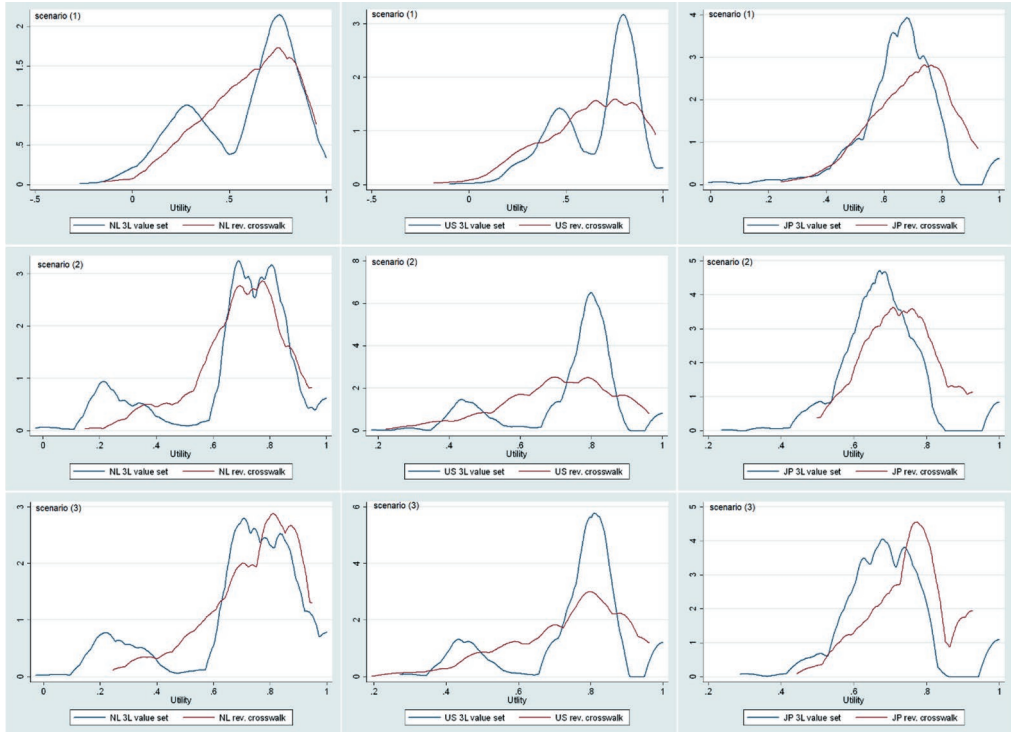 scenario (1)
2
1.5
1
.5
0
-.5 0 .5 1
Utility
NL 3L value set NL rev. crosswalk
scenario (1)
3
2
1
0
-.5 0 .5 1
Utility
US 3L value set US rev. crosswalk
scenario (1)
4
3
2
1
0
0 .2 .4 .6 .8 1
Utility
JP 3L value set JP rev. crosswalk
scenario (2)
3
2
1
0
0 .2 .4 .6 .8 1
Utility
NL 3L value set NL rev. crosswalk
scenario (2)
8
6
4
2
0
.2 .4 .6 .8 1
Utility
US 3L value set US rev. crosswalk
scenario (2)
5
4
3
2
1
0
.2 .4 .6 .8 1
Utility
JP 3L value set JP rev. crosswalk
scenario (3)
3
2
1
0
0 .2 .4 .6 .8 1
Utility
NL 3L value set NL rev. crosswalk
scenario (3)
6
4
2
0
.2 .4 .6 .8 1
Utility
US 3L value set US rev. crosswalk
scenario (3)
5
4
3
2
1
0
.2 .4 .6 .8 1
Utility
JP 3L value set JP rev. crosswalk